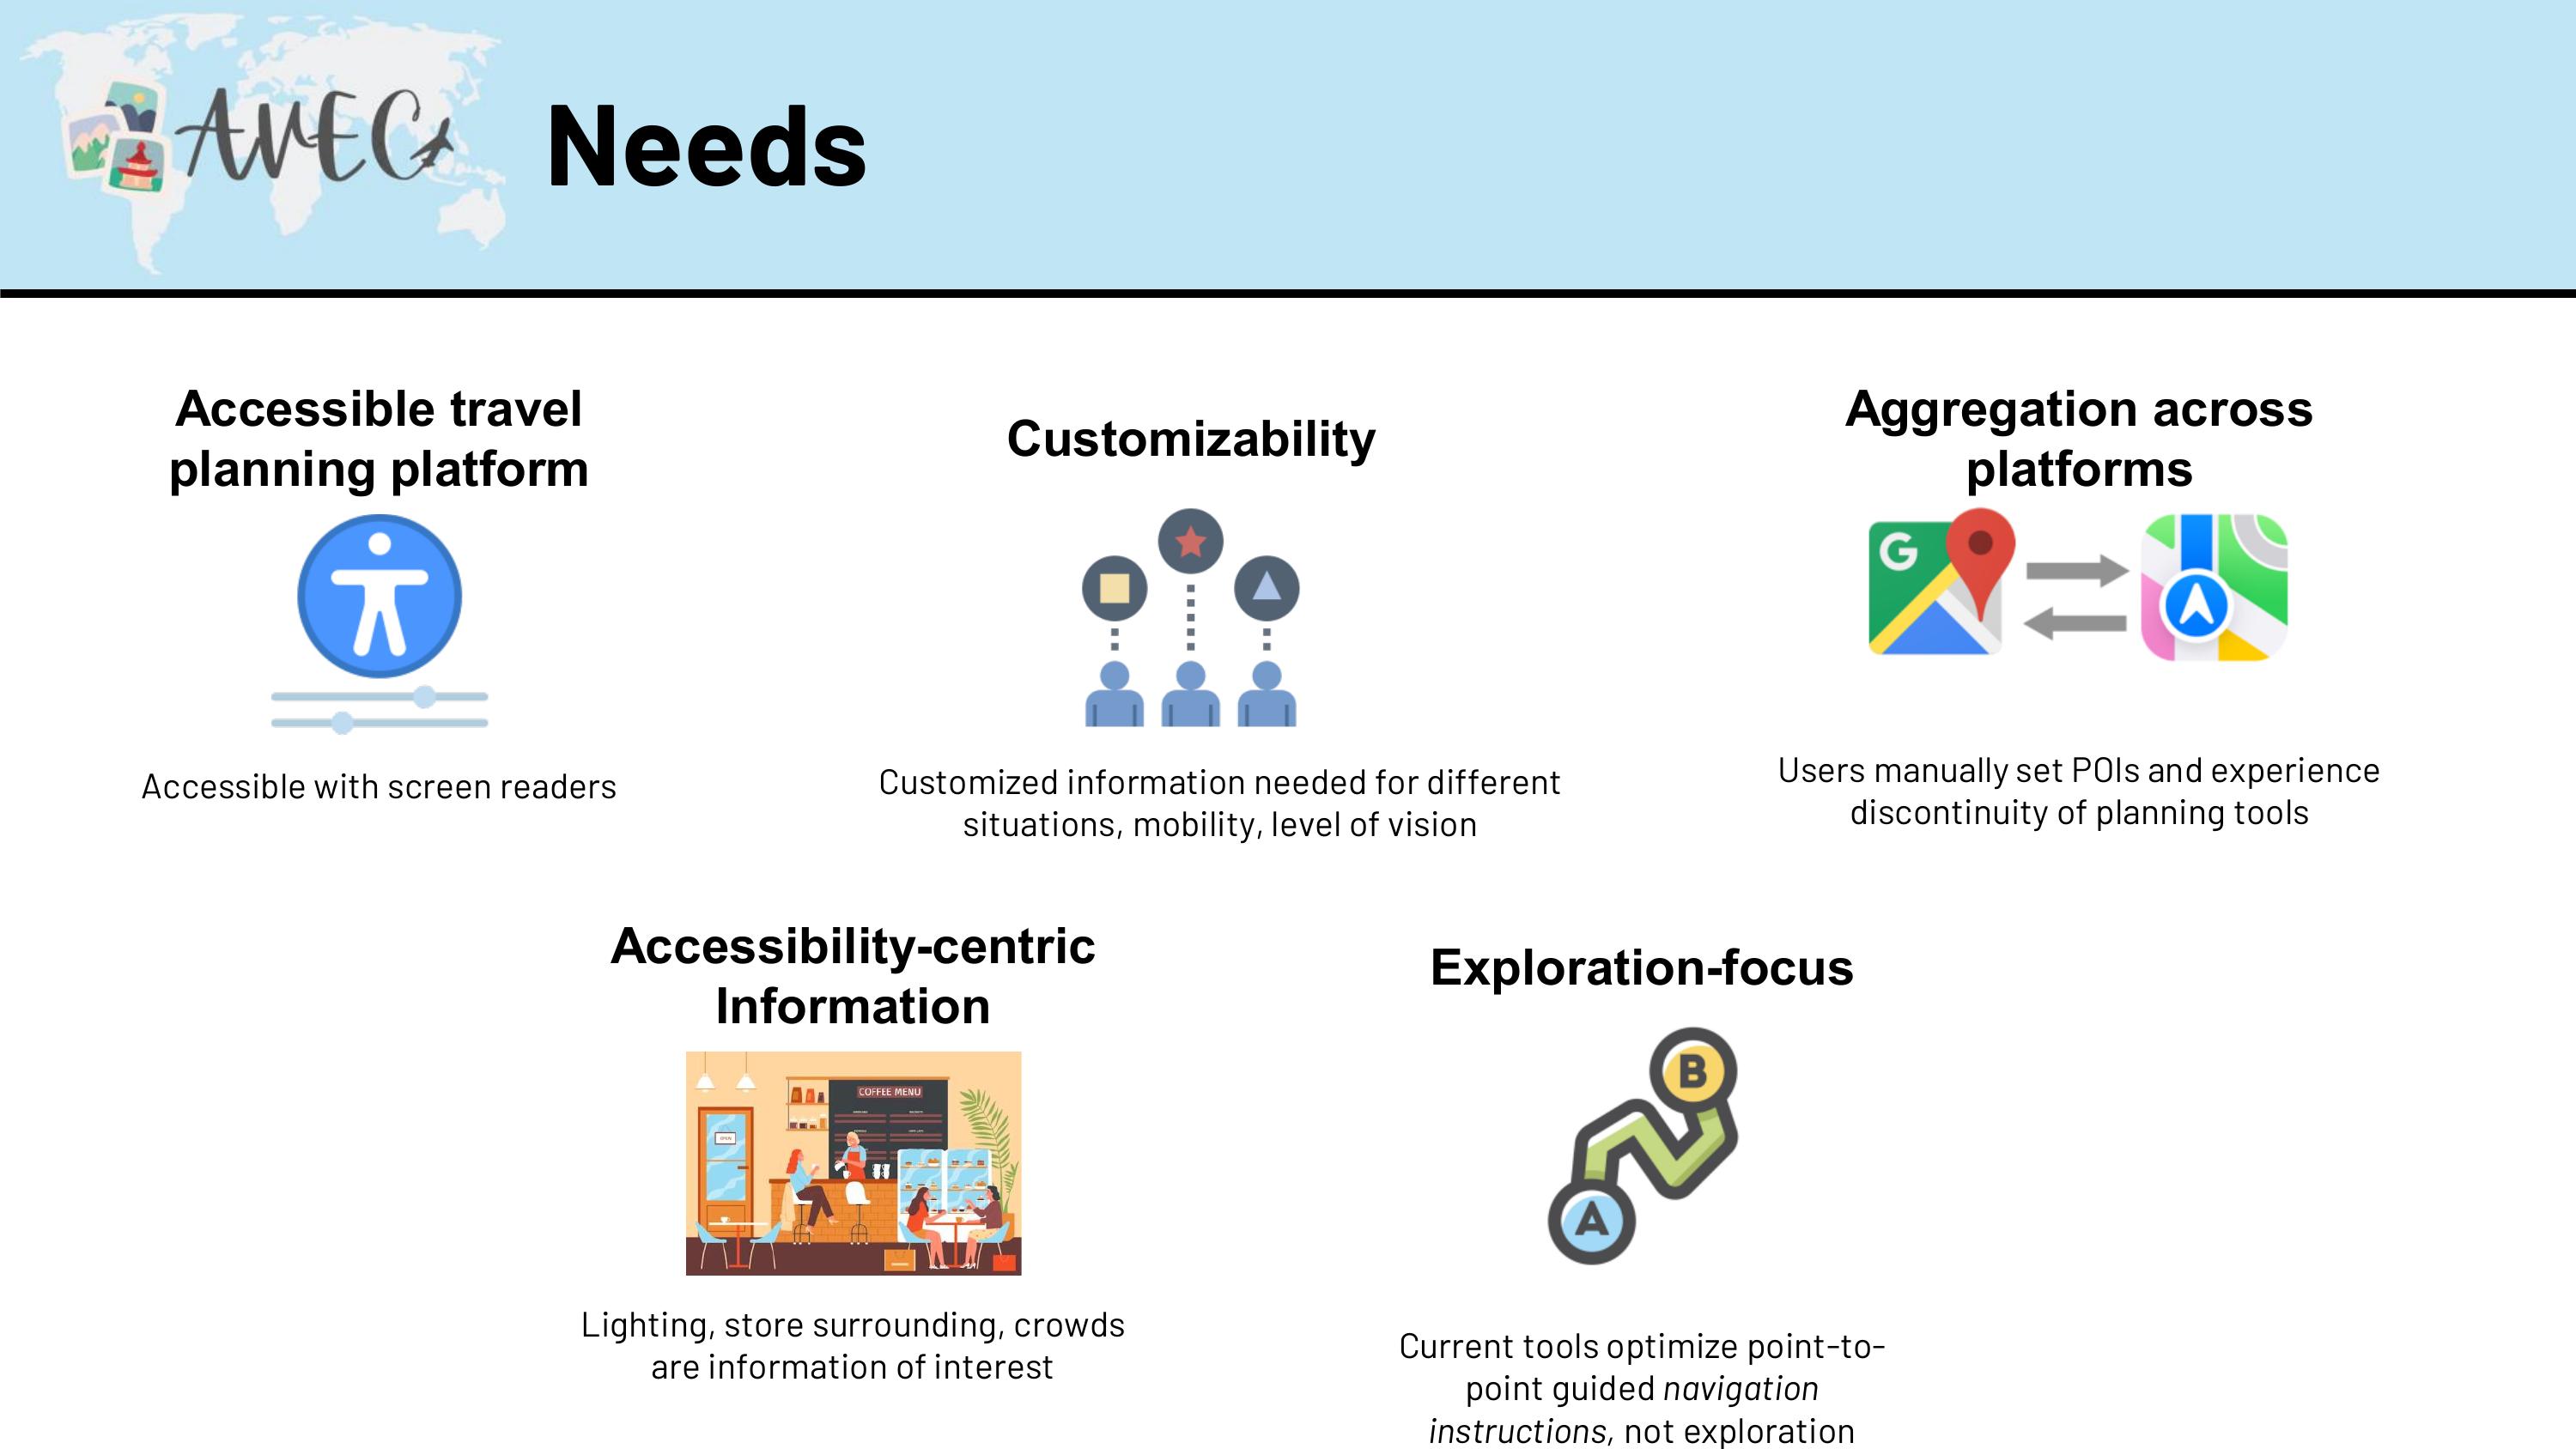 AVEC
Needs
Accessible travel
planning platform
Accessible with screen readers
Customizability
Customized information needed for different
situations, mobility, level of vision
Aggregation across
platforms
G
Users manually set POIs and experience
discontinuity of planning tools
Accessibility-centric
Information
COFFEE MENU
OPEN
Lighting, store surrounding, crowds
are information of interest
Exploration-focus
B
A
Current tools optimize point-to-
point guided navigation
instructions, not exploration